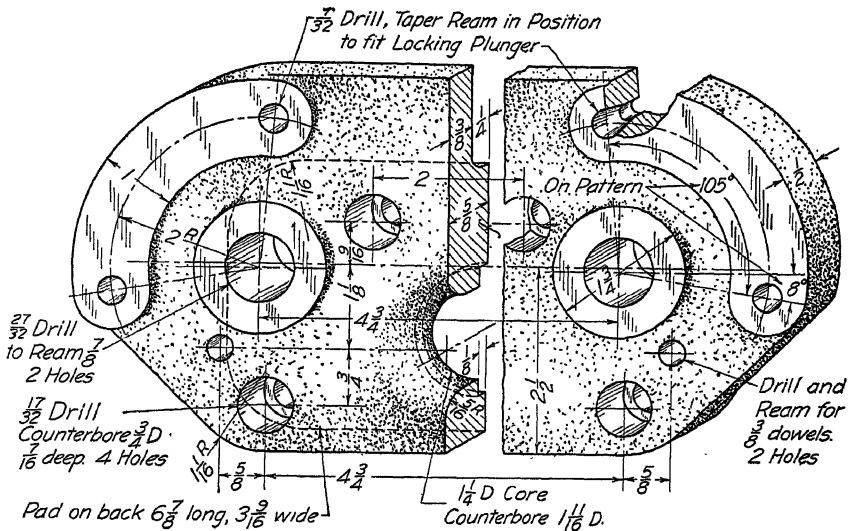 7/32 Drill, Taper Ream in Position
to fit Locking Plunger
3/8
1/4
1 1/16 R
2
On Pattern
105°
1/2
1
5/8
2 R
9/16
1 3/4
8°
1 1/8
27/32 Drill
to Ream 7/8
2 Holes
4 3/4
3/8
3/4
2 1/2
17/32 Drill
Counterbore 3/4 D.
7/16 deep. 4 Holes
Drill and
Ream for
3/8 dowels.
2 Holes
1 1/16 R
5/8
4 3/4
5/8
Pad on back 6 7/8 long, 3 9/16 wide
1 1/4 D Core
Counterbore 1 11/16 D.